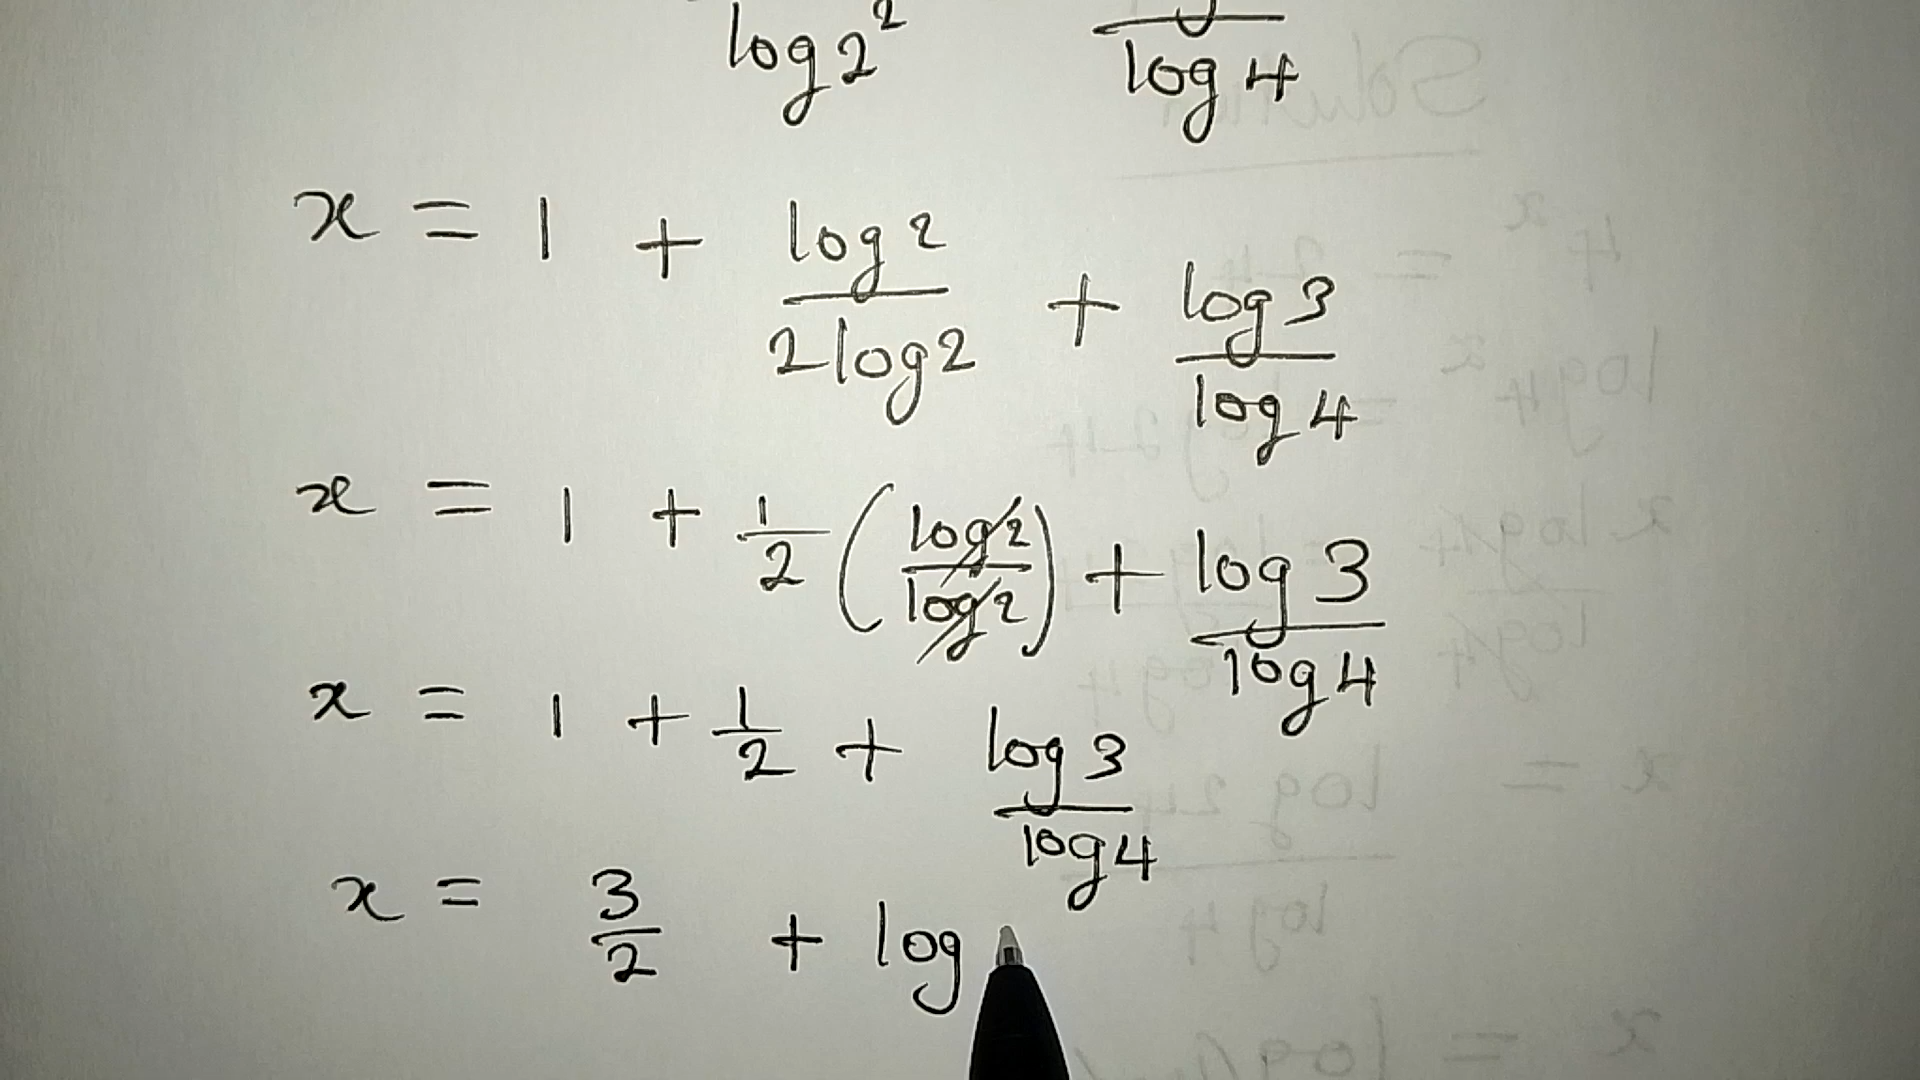 log2² log4
x = 1 + log2/2log2 + log3/log4
x = 1 + 1/2 (log2/log2) + log3/log4
x = 1 + 1/2 + log3/log4
x = 3/2 + log